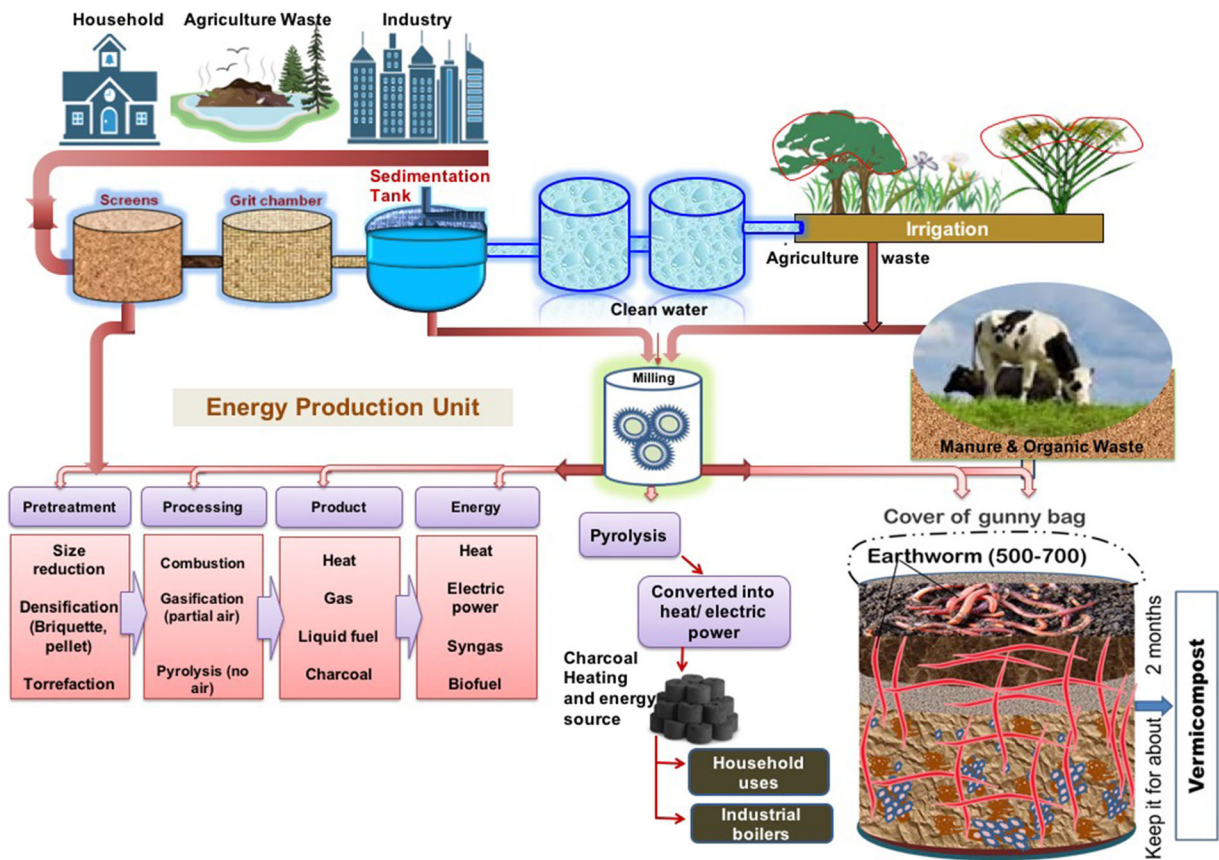 Household
Agriculture Waste
Industry
Screens
Grit chamber
Sedimentation
Tank
Irrigation
Agriculture waste
Clean water
Milling
Energy Production Unit
Manure & Organic Waste
Pretreatment
Processing
Product
Energy
Size
reduction
Densification
(Briquette,
pellet)
Torrefaction
Combustion
Gasification
(partial air)
Pyrolysis (no
air)
Heat
Gas
Liquid fuel
Charcoal
Heat
Electric
power
Syngas
Biofuel
Pyrolysis
Converted into
heat/ electric
power
Charcoal
Heating
and energy
source
Household
uses
Industrial
boilers
Cover of gunny bag
Earthworm (500-700)
Keep it for about 2 months
Vermicompost